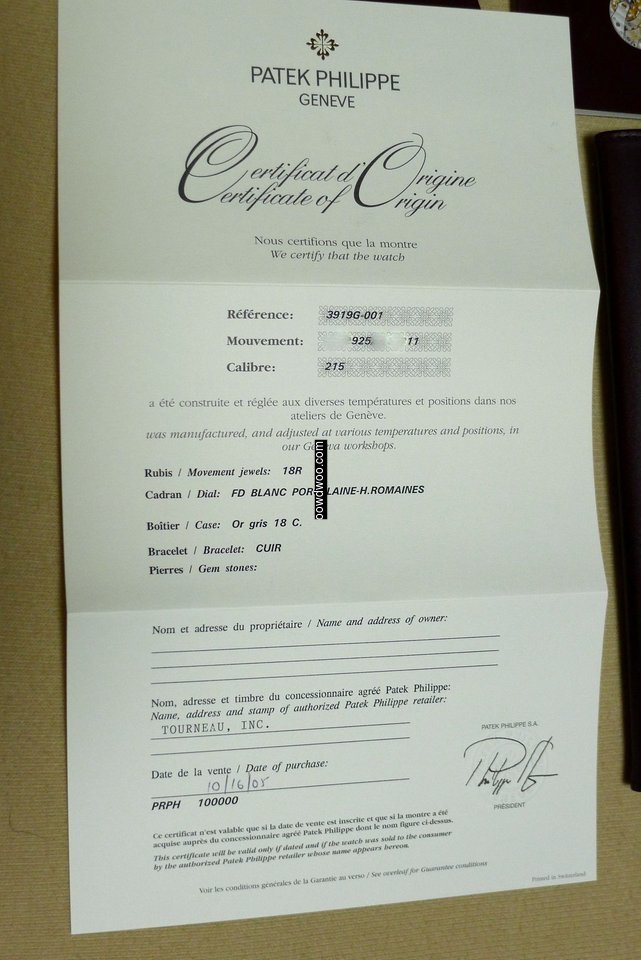 PATEK PHILIPPE
GENEVE
Certificat d'Origine
Certificate of Origin
Nous certifions que la montre
We certify that the watch
Référence: 3919G-001
Mouvement: 925 11
Calibre: 215
a été construite et réglée aux diverses températures et positions dans nos
ateliers de Genève.
was manufactured, and adjusted at various temperatures and positions, in
our Geneva workshops.
Rubis / Movement jewels: 18R
Cadran / Dial: FD BLANC PORCELAINE-H.ROMAINES
powdwoo.com
Boîtier / Case: Or gris 18 C.
Bracelet / Bracelet: CUIR
Pierres / Gem stones:
Nom et adresse du propriétaire / Name and address of owner:
Nom, adresse et timbre du concessionnaire agréé Patek Philippe:
Name, address and stamp of authorized Patek Philippe retailer:
TOURNEAU, INC.
PATEK PHILIPPE S.A.
Date de la vente / Date of purchase:
10/16/05
PRPH 100000
PRÉSIDENT
Ce certificat n'est valable que si la date de vente est inscrite et que si la montre a été
acquise auprès du concessionnaire agréé Patek Philippe dont le nom figure ci-dessus.
This certificate will be valid only if dated and if the watch was sold to the consumer
by the authorized Patek Philippe retailer whose name appears hereon.
Voir les conditions générales de la Garantie au verso / See overleaf for Guarantee conditions
Printed in Switzerland